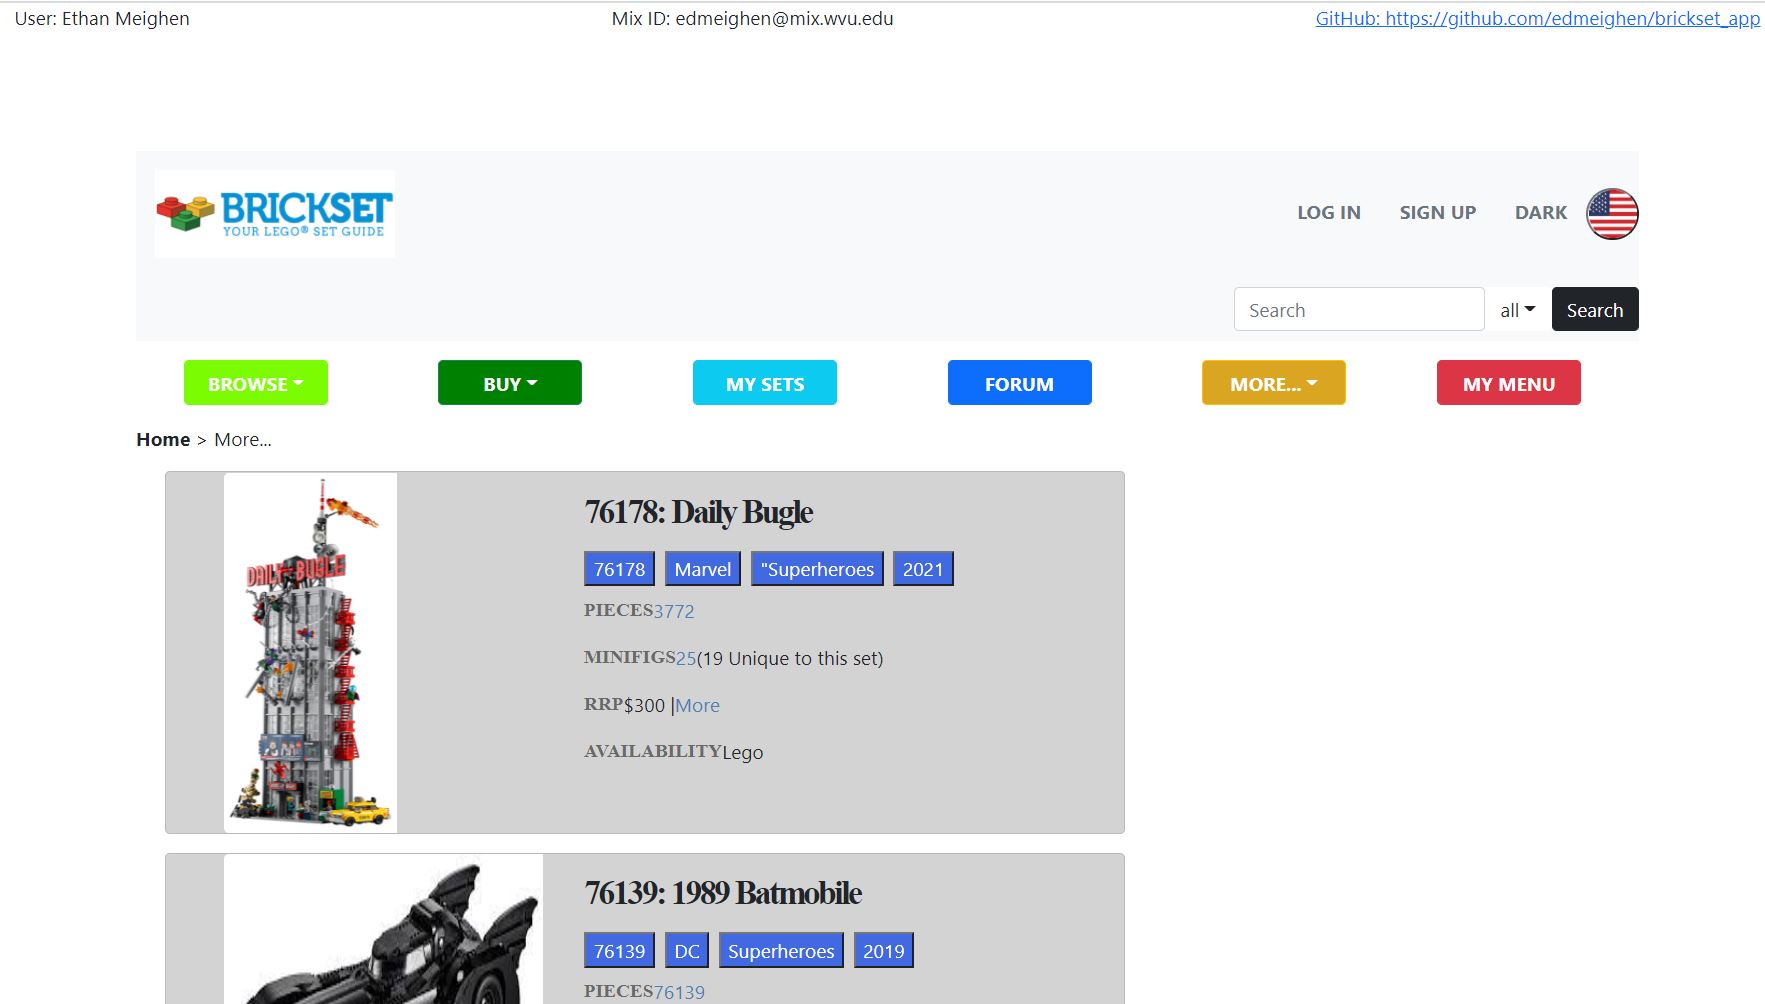 User: Ethan Meighen
Mix ID: edmeighen@mix.wvu.edu
GitHub: https://github.com/edmeighen/brickset_app
BRICKSET
YOUR LEGO® SET GUIDE
LOG IN
SIGN UP
DARK
Search
all
Search
BROWSE
BUY
MY SETS
FORUM
MORE...
MY MENU
Home > More...
DAILY BUGLE
76178: Daily Bugle
76178
Marvel
"Superheroes
2021
PIECES3772
MINIFIGS25(19 Unique to this set)
RRP$300 |More
AVAILABILITYLego
76139: 1989 Batmobile
76139
DC
Superheroes
2019
PIECES76139